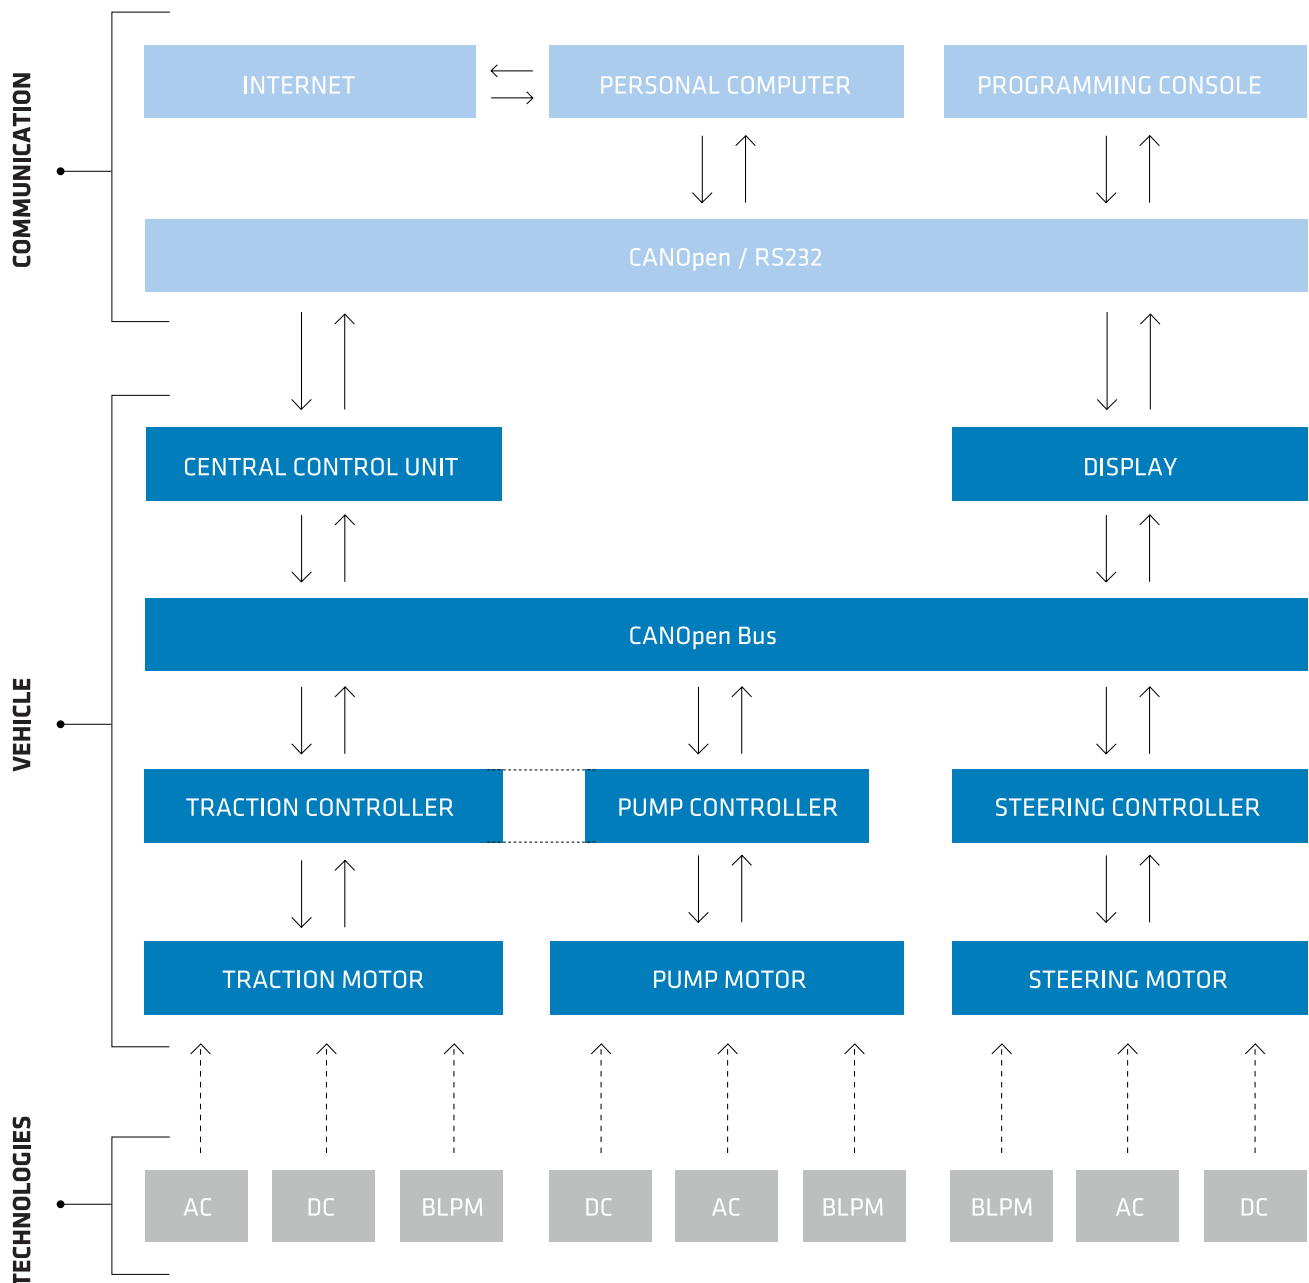 COMMUNICATION
INTERNET
PERSONAL COMPUTER
PROGRAMMING CONSOLE
CANOpen / RS232
VEHICLE
CENTRAL CONTROL UNIT
DISPLAY
CANOpen Bus
TRACTION CONTROLLER
PUMP CONTROLLER
STEERING CONTROLLER
TRACTION MOTOR
PUMP MOTOR
STEERING MOTOR
TECHNOLOGIES
AC
DC
BLPM
DC
AC
BLPM
BLPM
AC
DC